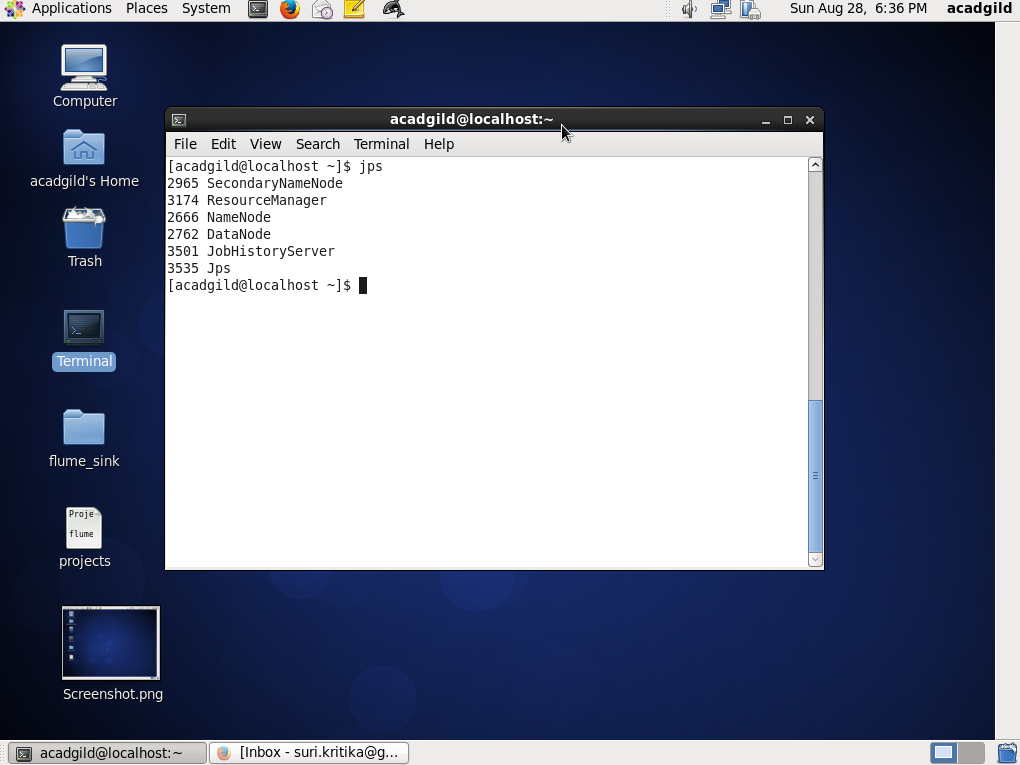 Applications Places System Sun Aug 28, 6:36 PM acadgild
Computer
acadgild's Home
Trash
Terminal
flume_sink
Proje
flume
projects
Screenshot.png
acadgild@localhost:~
File Edit View Search Terminal Help
[acadgild@localhost ~]$ jps
2965 SecondaryNameNode
3174 ResourceManager
2666 NameNode
2762 DataNode
3501 JobHistoryServer
3535 Jps
[acadgild@localhost ~]$
acadgild@localhost:~ [Inbox - suri.kritika@g...